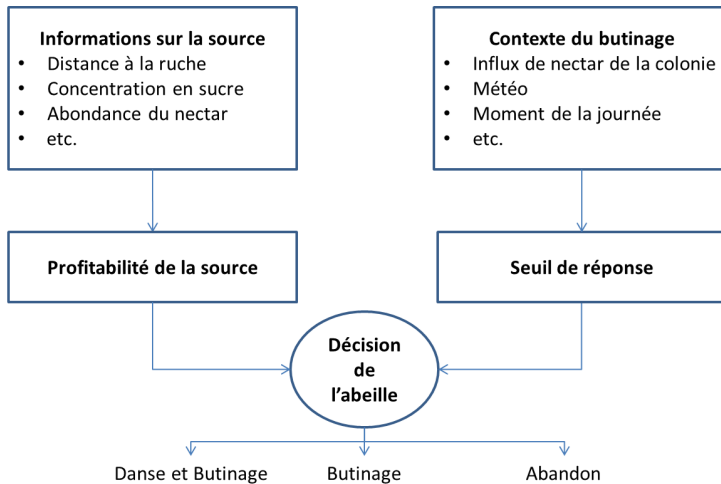 Informations sur la source
• Distance à la ruche
• Concentration en sucre
• Abondance du nectar
• etc.
Contexte du butinage
• Influx de nectar de la colonie
• Météo
• Moment de la journée
• etc.
Profitabilité de la source
Seuil de réponse
Décision
de
l'abeille
Danse et Butinage
Butinage
Abandon